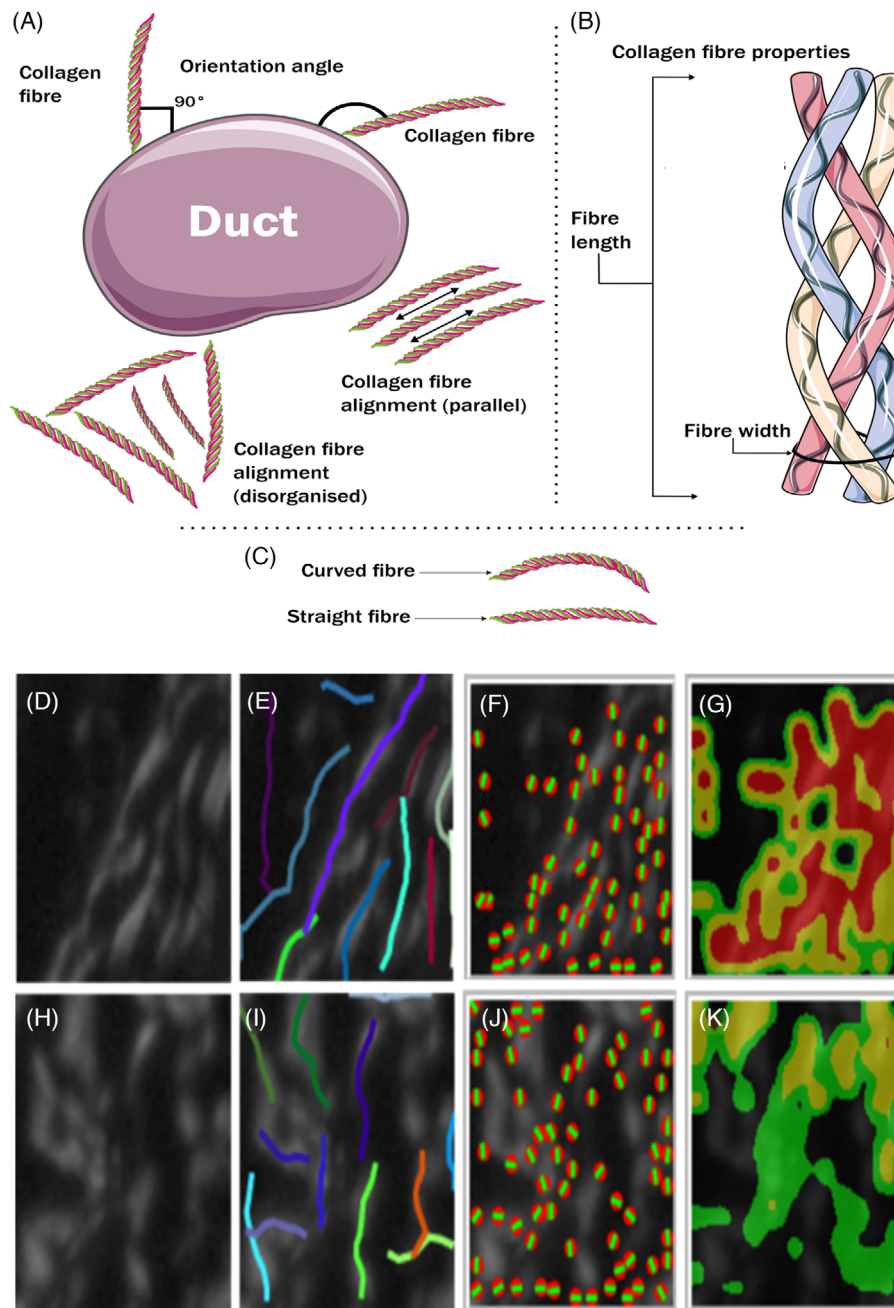 (A)
Collagen
fibre
Orientation angle
90°
Collagen fibre
Duct
Collagen fibre
alignment (parallel)
Collagen fibre
alignment
(disorganised)
(B)
Collagen fibre properties
Fibre
length
Fibre width
(C)
Curved fibre
Straight fibre
(D)
(E)
(F)
(G)
(H)
(I)
(J)
(K)